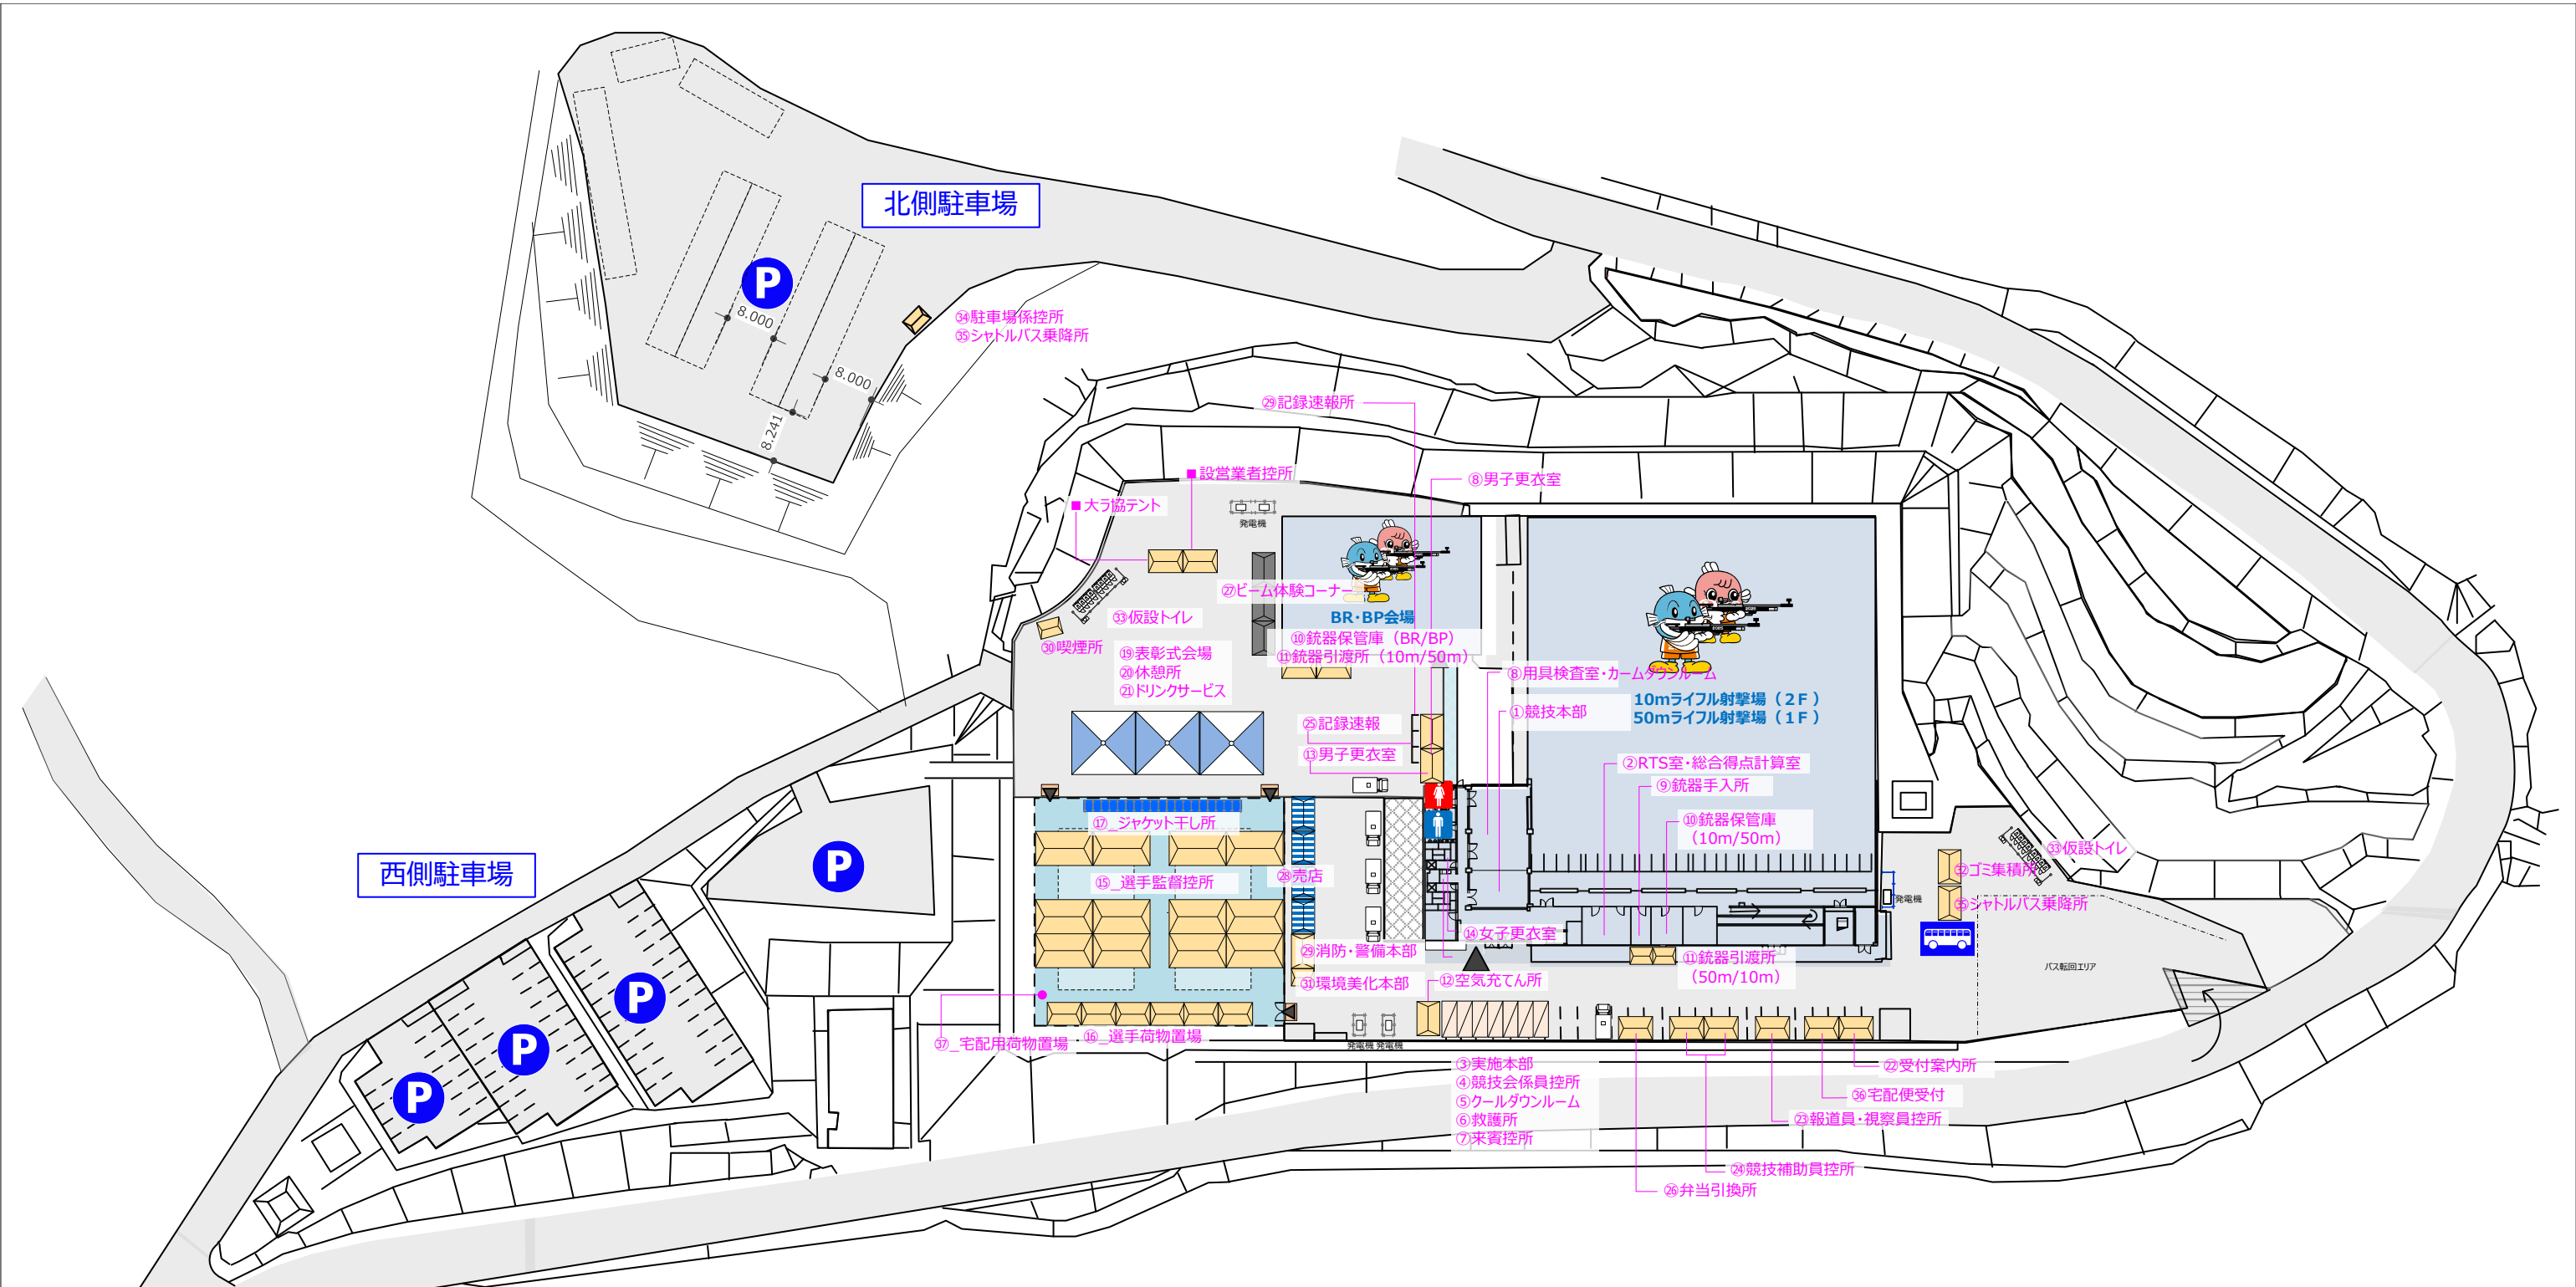 北側駐車場
P
8.000
8.000
8.241
㉞駐車場係控所
㉟シャトルバス乗降所
㉙記録速報所
■設営業者控所
⑧男子更衣室
■大ラ協テント
発電機
㉗ビーム体験コーナー
BR・BP会場
㉝仮設トイレ
⑩銃器保管庫（BR/BP）
⑪銃器引渡所（10m/50m）
㉚喫煙所
⑲表彰式会場
⑳休憩所
㉑ドリンクサービス
⑧用具検査室・カームダウンルーム
10mライフル射撃場（２F ）
50mライフル射撃場（１F ）
①競技本部
㉕記録速報
⑬男子更衣室
②RTS室・総合得点計算室
⑨銃器手入所
⑩銃器保管庫
（10m/50m）
⑰_ジャケット干し所
㉝仮設トイレ
㉜ゴミ集積所
西側駐車場
P
⑮_選手監督控所
㉘売店
発電機
㉟シャトルバス乗降所
⑭女子更衣室
㉙消防・警備本部
⑪銃器引渡所
（50m/10m）
バス転回エリア
㉛環境美化本部
⑫空気充てん所
P
P
P
㊲_宅配用荷物置場
⑯_選手荷物置場
発電機
発電機
③実施本部
④競技会係員控所
⑤クールダウンルーム
⑥救護所
⑦来賓控所
㉒受付案内所
㊱宅配便受付
㉓報道員・視察員控所
㉔競技補助員控所
㉖弁当引換所